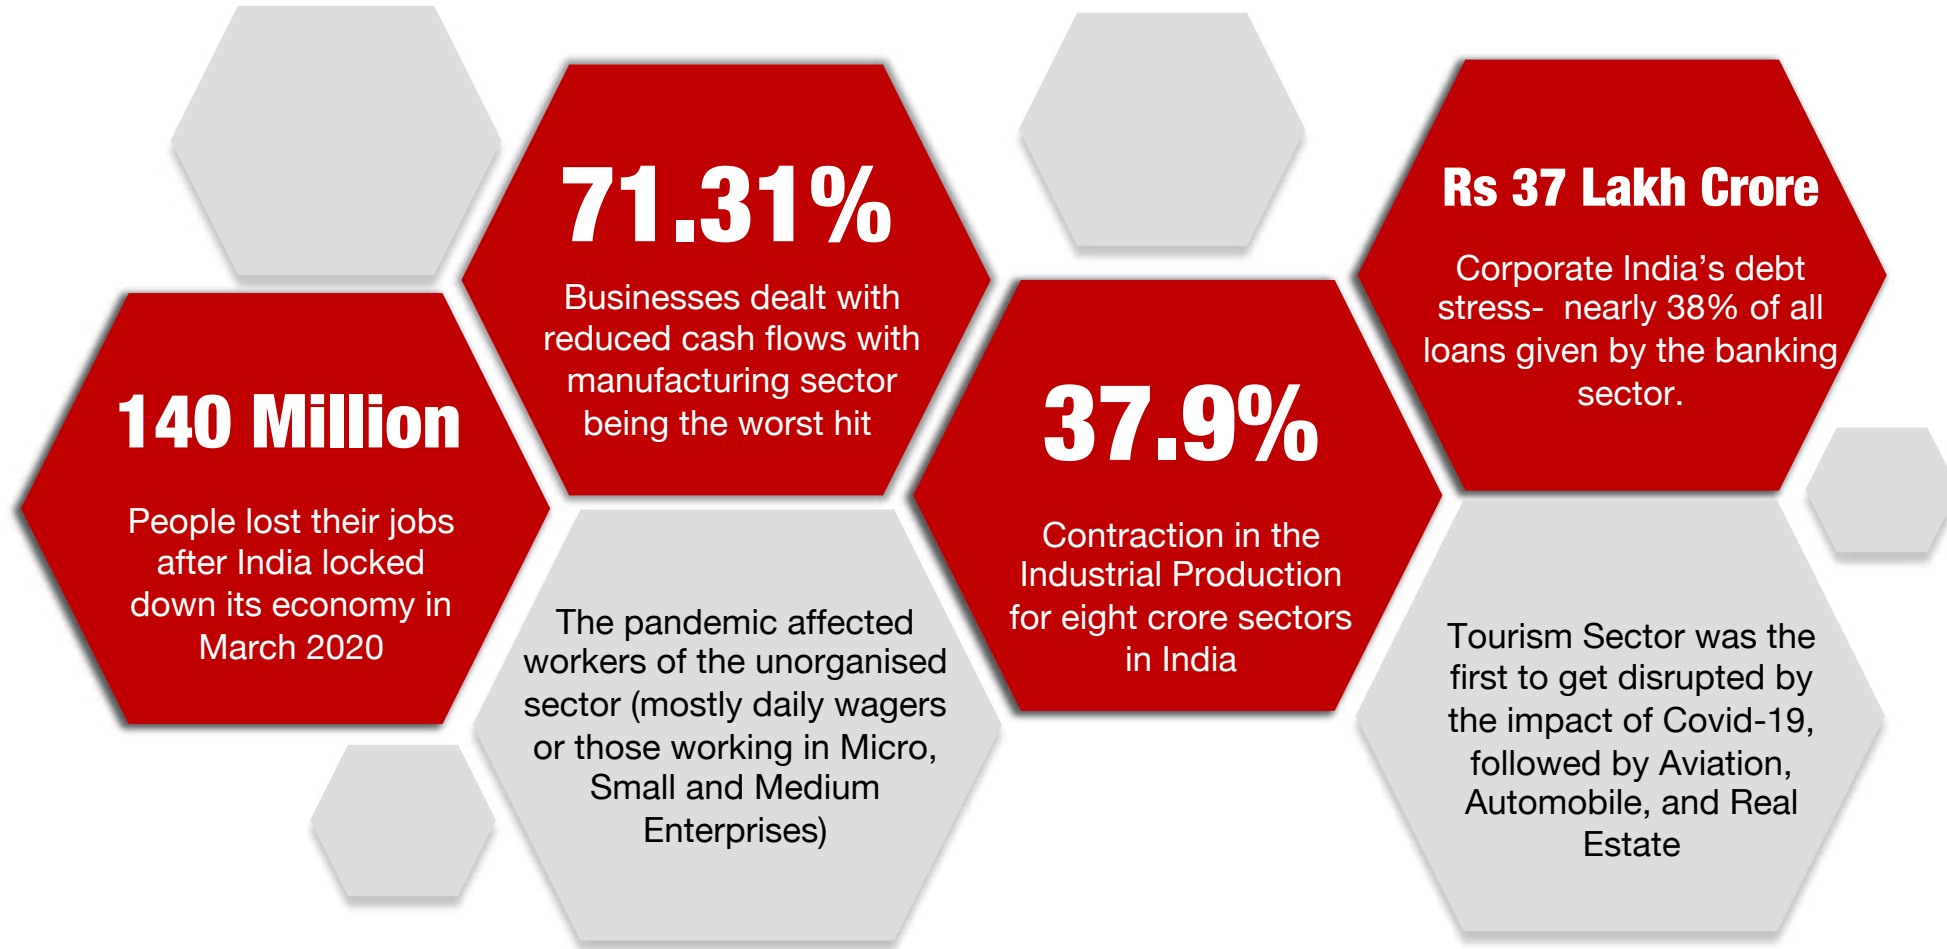 140 Million
People lost their jobs
after India locked
down its economy in
March 2020
71.31%
Businesses dealt with
reduced cash flows with
manufacturing sector
being the worst hit
The pandemic affected
workers of the unorganised
sector (mostly daily wagers
or those working in Micro,
Small and Medium
Enterprises)
37.9%
Contraction in the
Industrial Production
for eight crore sectors
in India
Rs 37 Lakh Crore
Corporate India’s debt
stress-  nearly 38% of all
loans given by the banking
sector.
Tourism Sector was the
first to get disrupted by
the impact of Covid-19,
followed by Aviation,
Automobile, and Real
Estate